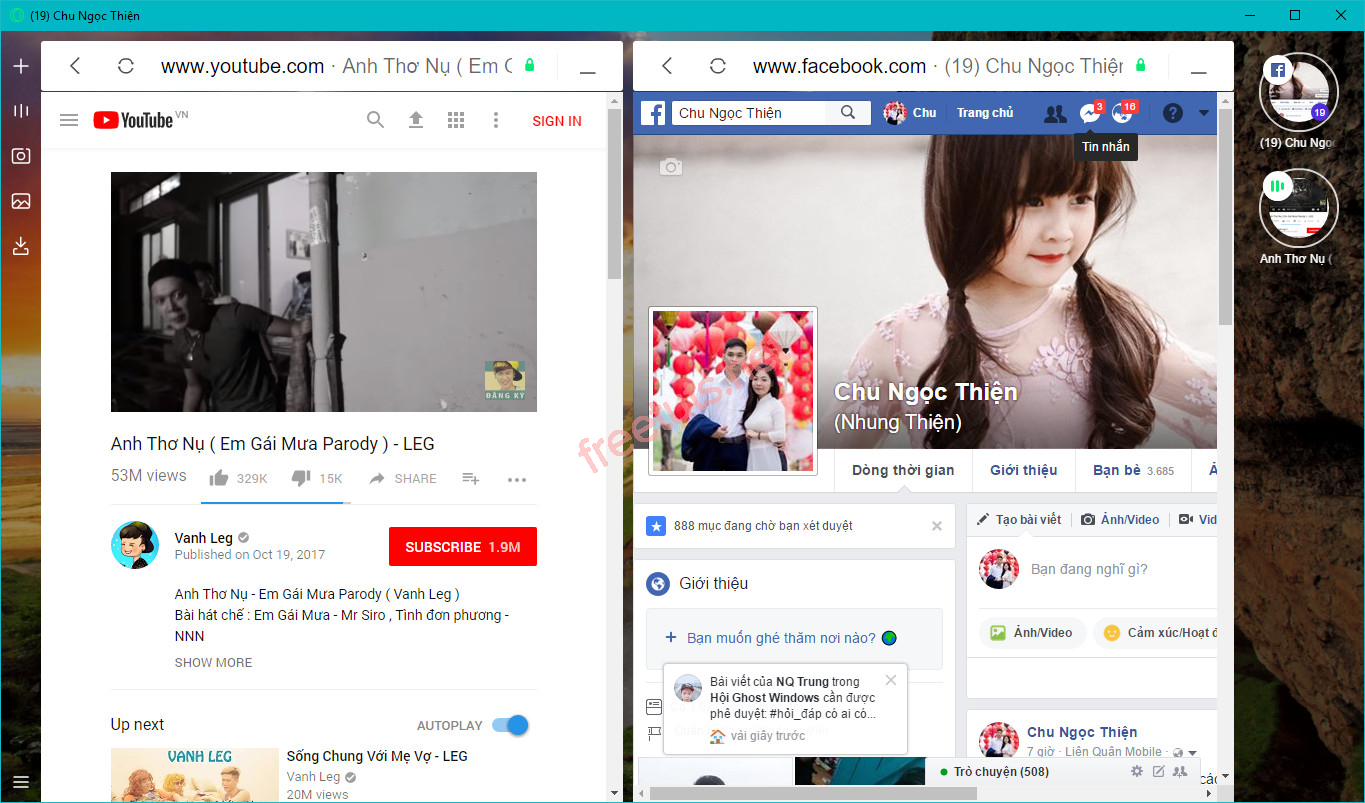 (19) Chu Ngọc Thiện
www.youtube.com · Anh Thơ Nụ ( Em G
YouTube VN
SIGN IN
ĐĂNG KÝ
Anh Thơ Nụ ( Em Gái Mưa Parody ) - LEG
53M views
329K
15K
SHARE
Vanh Leg
Published on Oct 19, 2017
SUBSCRIBE 1.9M
Anh Thơ Nụ - Em Gái Mưa Parody ( Vanh Leg )
Bài hát chế : Em Gái Mưa - Mr Siro , Tình đơn phương -
NNN
SHOW MORE
Up next
AUTOPLAY
VANH LEG
Sống Chung Với Mẹ Vợ - LEG
Vanh Leg
20M views
www.facebook.com · (19) Chu Ngọc Thiện
Chu Ngọc Thiện
Chu
Trang chủ
3
16
Tin nhắn
Chu Ngọc Thiện
(Nhung Thiện)
Dòng thời gian
Giới thiệu
Bạn bè 3.685
888 mục đang chờ bạn xét duyệt
Giới thiệu
+ Bạn muốn ghé thăm nơi nào?
Bài viết của NQ Trung trong
Hội Ghost Windows cần được
phê duyệt: #hỏi_đáp có ai có...
vài giây trước
Tạo bài viết
Ảnh/Video
Vid
Bạn đang nghĩ gì?
Ảnh/Video
Cảm xúc/Hoạt đ
Chu Ngọc Thiện
7 giờ · Liên Quân Mobile ·
Trò chuyện (508)
các
19
(19) Chu Ngọc
Anh Thơ Nụ (